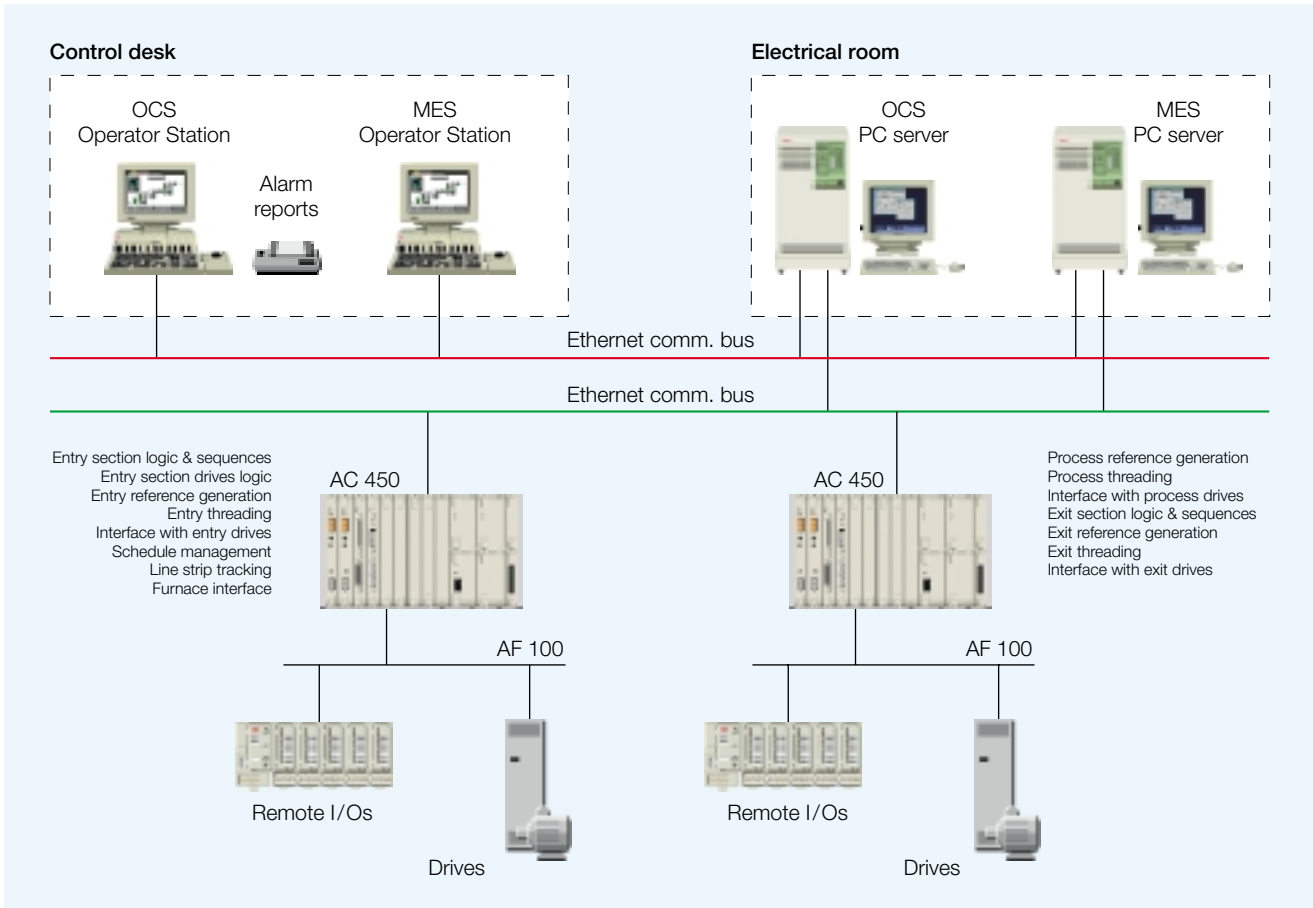 Control desk
Electrical room
OCS
Operator Station
MES
Operator Station
Alarm
reports
OCS
PC server
MES
PC server
Ethernet comm. bus
Ethernet comm. bus
Entry section logic & sequences
Entry section drives logic
Entry reference generation
Entry threading
Interface with entry drives
Schedule management
Line strip tracking
Furnace interface
AC 450
AC 450
Process reference generation
Process threading
Interface with process drives
Exit section logic & sequences
Exit reference generation
Exit threading
Interface with exit drives
AF 100
AF 100
Remote I/Os
Drives
Remote I/Os
Drives